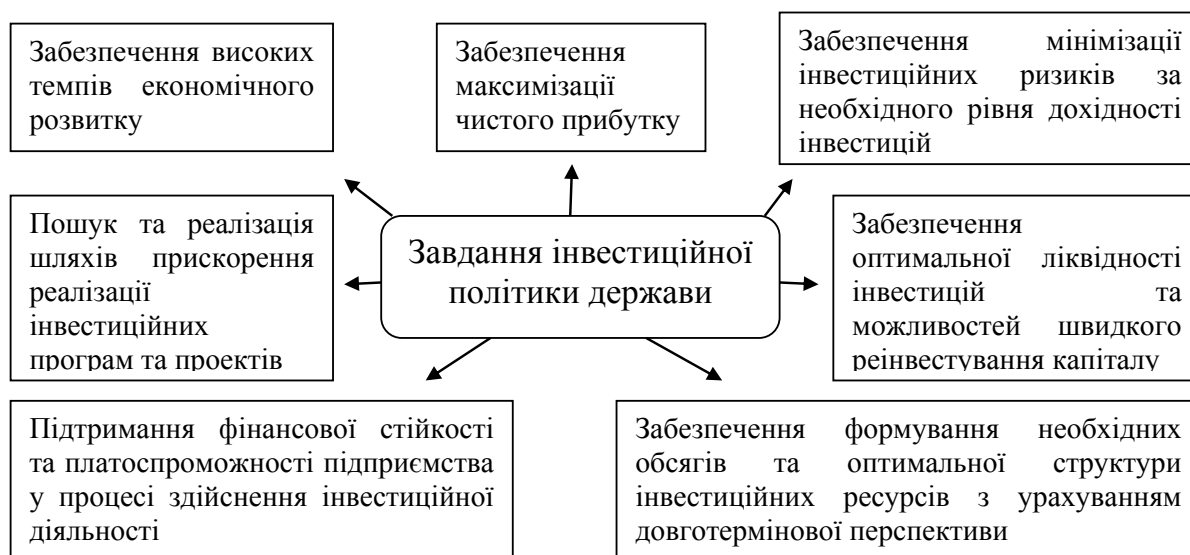 Забезпечення високих
темпів економічного
розвитку
Забезпечення
максимізації
чистого прибутку
Забезпечення мінімізації
інвестиційних ризиків за
необхідного рівня дохідності
інвестицій
Пошук та реалізація
шляхів прискорення
реалізації
інвестиційних
програм та проектів
Завдання інвестиційної
політики держави
Забезпечення
оптимальної ліквідності
інвестицій та
можливостей швидкого
реінвестування капіталу
Підтримання фінансової стійкості
та платоспроможності підприємства
у процесі здійснення інвестиційної
діяльності
Забезпечення формування необхідних
обсягів та оптимальної структури
інвестиційних ресурсів з урахуванням
довготермінової перспективи